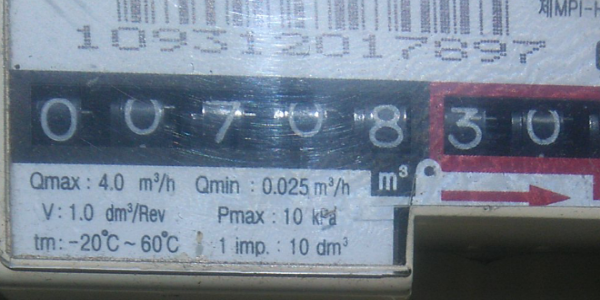 제MPI-H
109312017697
00708 30
m³
Qmax : 4.0 m³/h Qmin : 0.025 m³/h
V : 1.0 dm³/Rev Pmax : 10 kPa
tm: -20°C ~ 60°C 1 imp. : 10 dm³